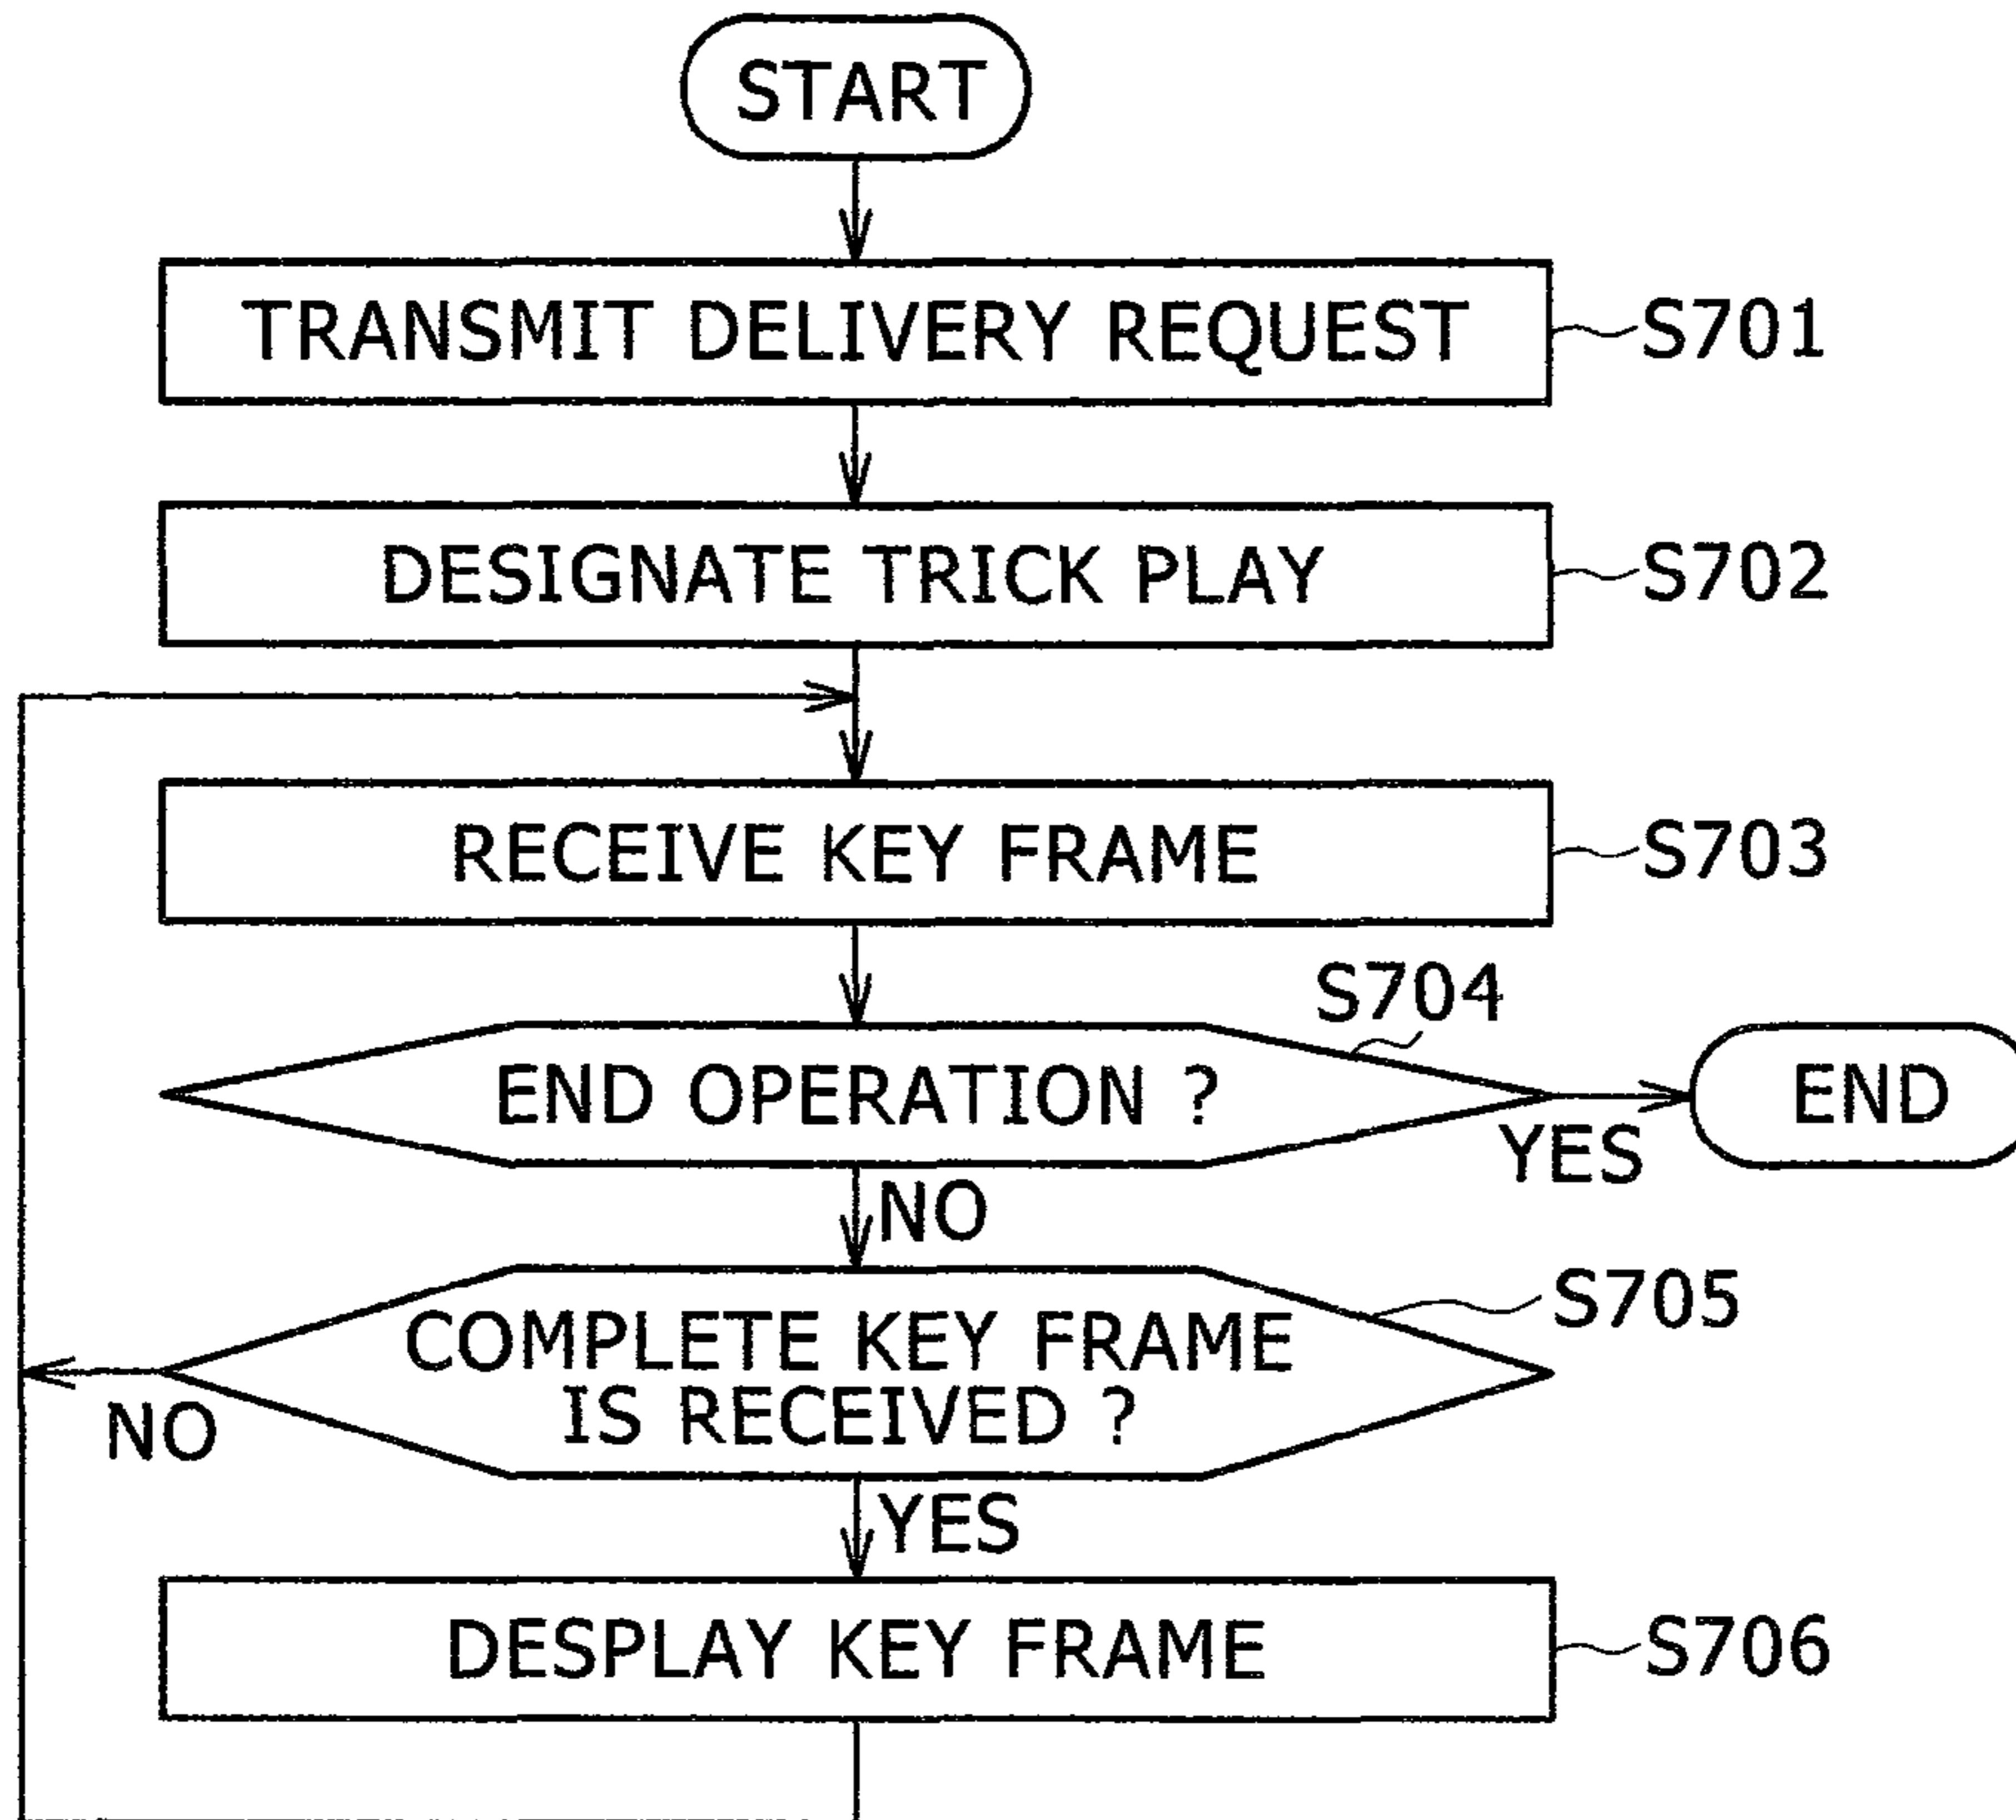 START
TRANSMIT DELIVERY REQUEST
S701
DESIGNATE TRICK PLAY
S702
RECEIVE KEY FRAME
S703
S704
END OPERATION ?
END
YES
NO
S705
COMPLETE KEY FRAME
IS RECEIVED ?
NO
YES
DESPLAY KEY FRAME
S706